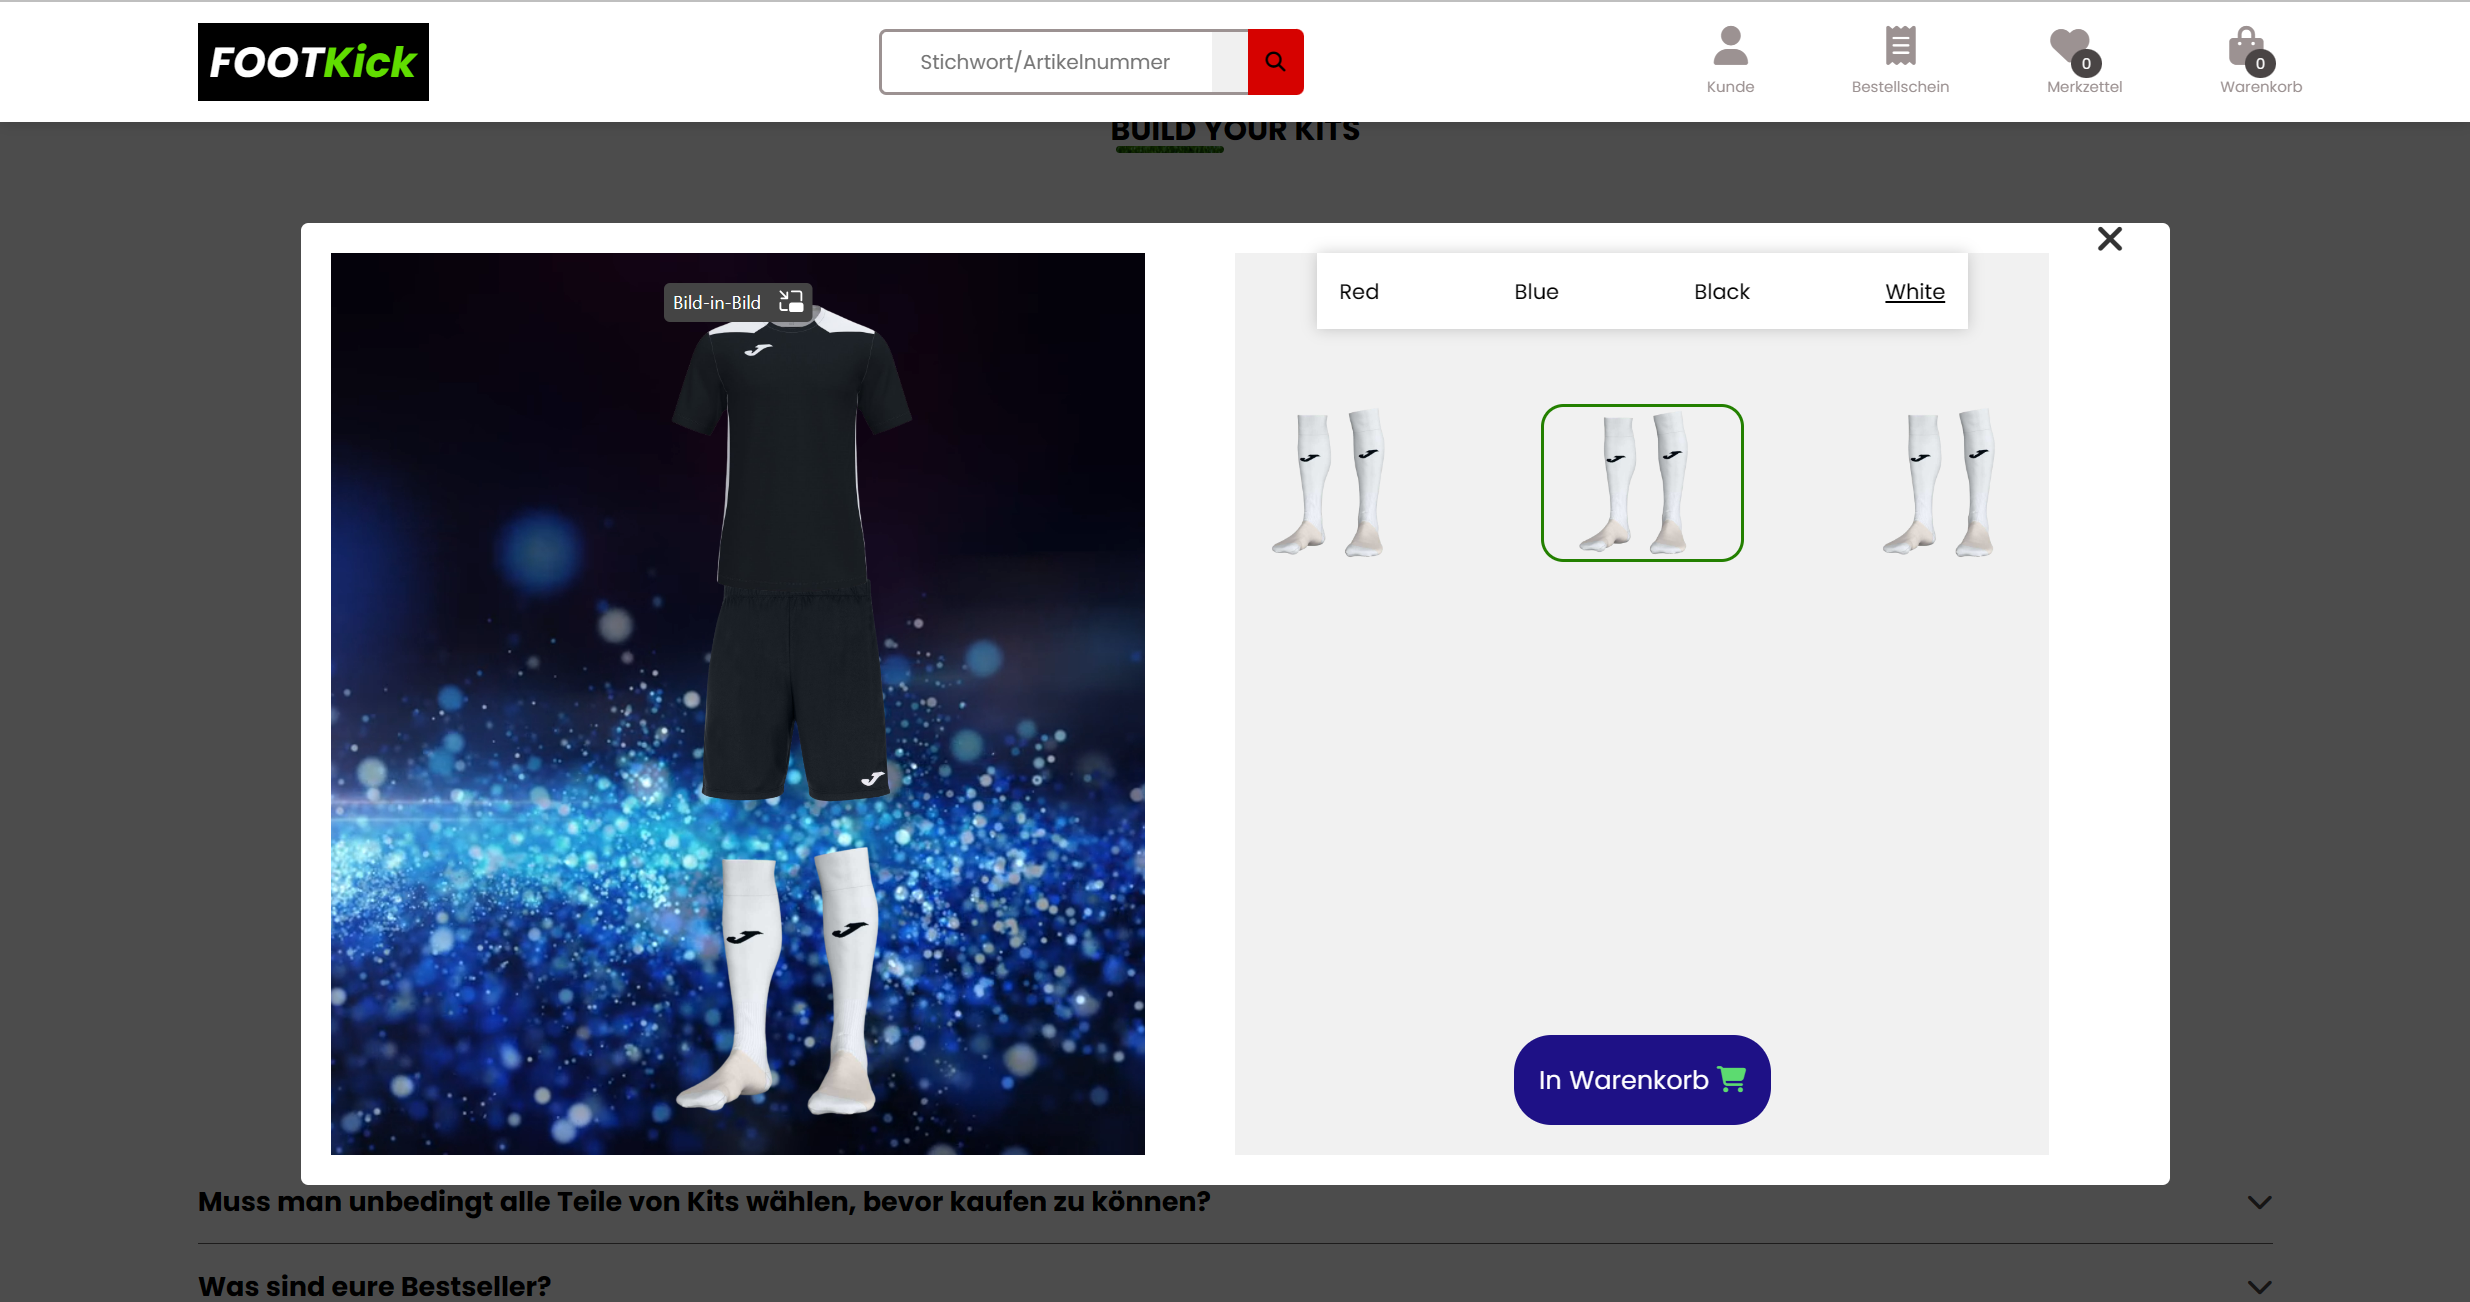 FOOTKick
Stichwort/Artikelnummer
Kunde
Bestellschein
0
Merkzettel
0
Warenkorb
BUILD YOUR KITS
Bild-in-Bild
Red
Blue
Black
White
In Warenkorb
Muss man unbedingt alle Teile von Kits wählen, bevor kaufen zu können?
Was sind eure Bestseller?